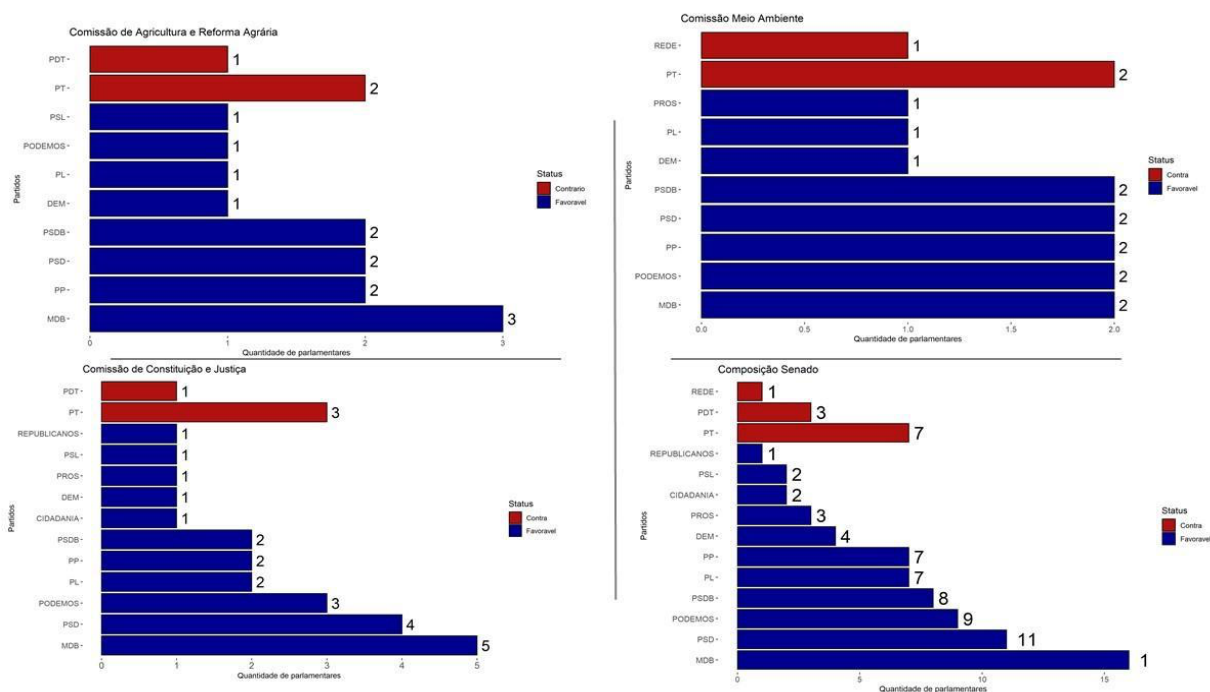 Comissão de Agricultura e Reforma Agrária
PDT
1
PT
2
PSL
1
PODEMOS
1
PL
1
DEM
1
PSDB
2
PSD
2
PP
2
MDB
3
0
1
2
3
Quantidade de parlamentares
Partidos
Status
Contrario
Favoravel
Comissão Meio Ambiente
REDE
1
PT
2
PROS
1
PL
1
DEM
1
PSDB
2
PSD
2
PP
2
PODEMOS
2
MDB
2
0.0
0.5
1.0
1.5
2.0
Quantidade de parlamentares
Partidos
Status
Contra
Favoravel
Comissão de Constituição e Justiça
PDT
1
PT
3
REPUBLICANOS
1
PSL
1
PROS
1
DEM
1
CIDADANIA
1
PSDB
2
PP
2
PL
2
PODEMOS
3
PSD
4
MDB
5
0
1
2
3
4
5
Quantidade de parlamentares
Partidos
Status
Contra
Favoravel
Composição Senado
REDE
1
PDT
3
PT
7
REPUBLICANOS
1
PSL
2
CIDADANIA
2
PROS
3
DEM
4
PP
7
PL
7
PSDB
8
PODEMOS
9
PSD
11
MDB
1
0
5
10
15
Quantidade de parlamentares
Partidos
Status
Contra
Favoravel